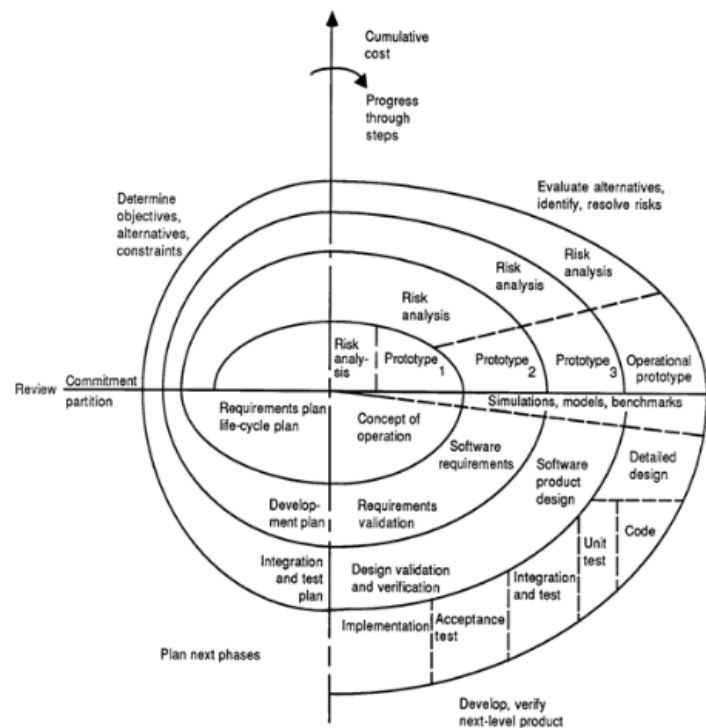 Cumulative
cost
Progress
through
steps
Determine
objectives,
alternatives,
constraints
Evaluate alternatives,
identify, resolve risks
Risk
analysis
Risk
analysis
Risk
analysis
Risk
analy-
sis
Prototype
1
Prototype
2
Prototype
3
Operational
prototype
Review
Commitment
partition
Simulations, models, benchmarks
Requirements plan
life-cycle plan
Concept of
operation
Software
requirements
Software
product
design
Detailed
design
Develop-
ment plan
Requirements
validation
Integration
and test
plan
Design validation
and verification
Code
Unit
test
Integration
and test
Acceptance
test
Implementation
Plan next phases
Develop, verify
next-level product